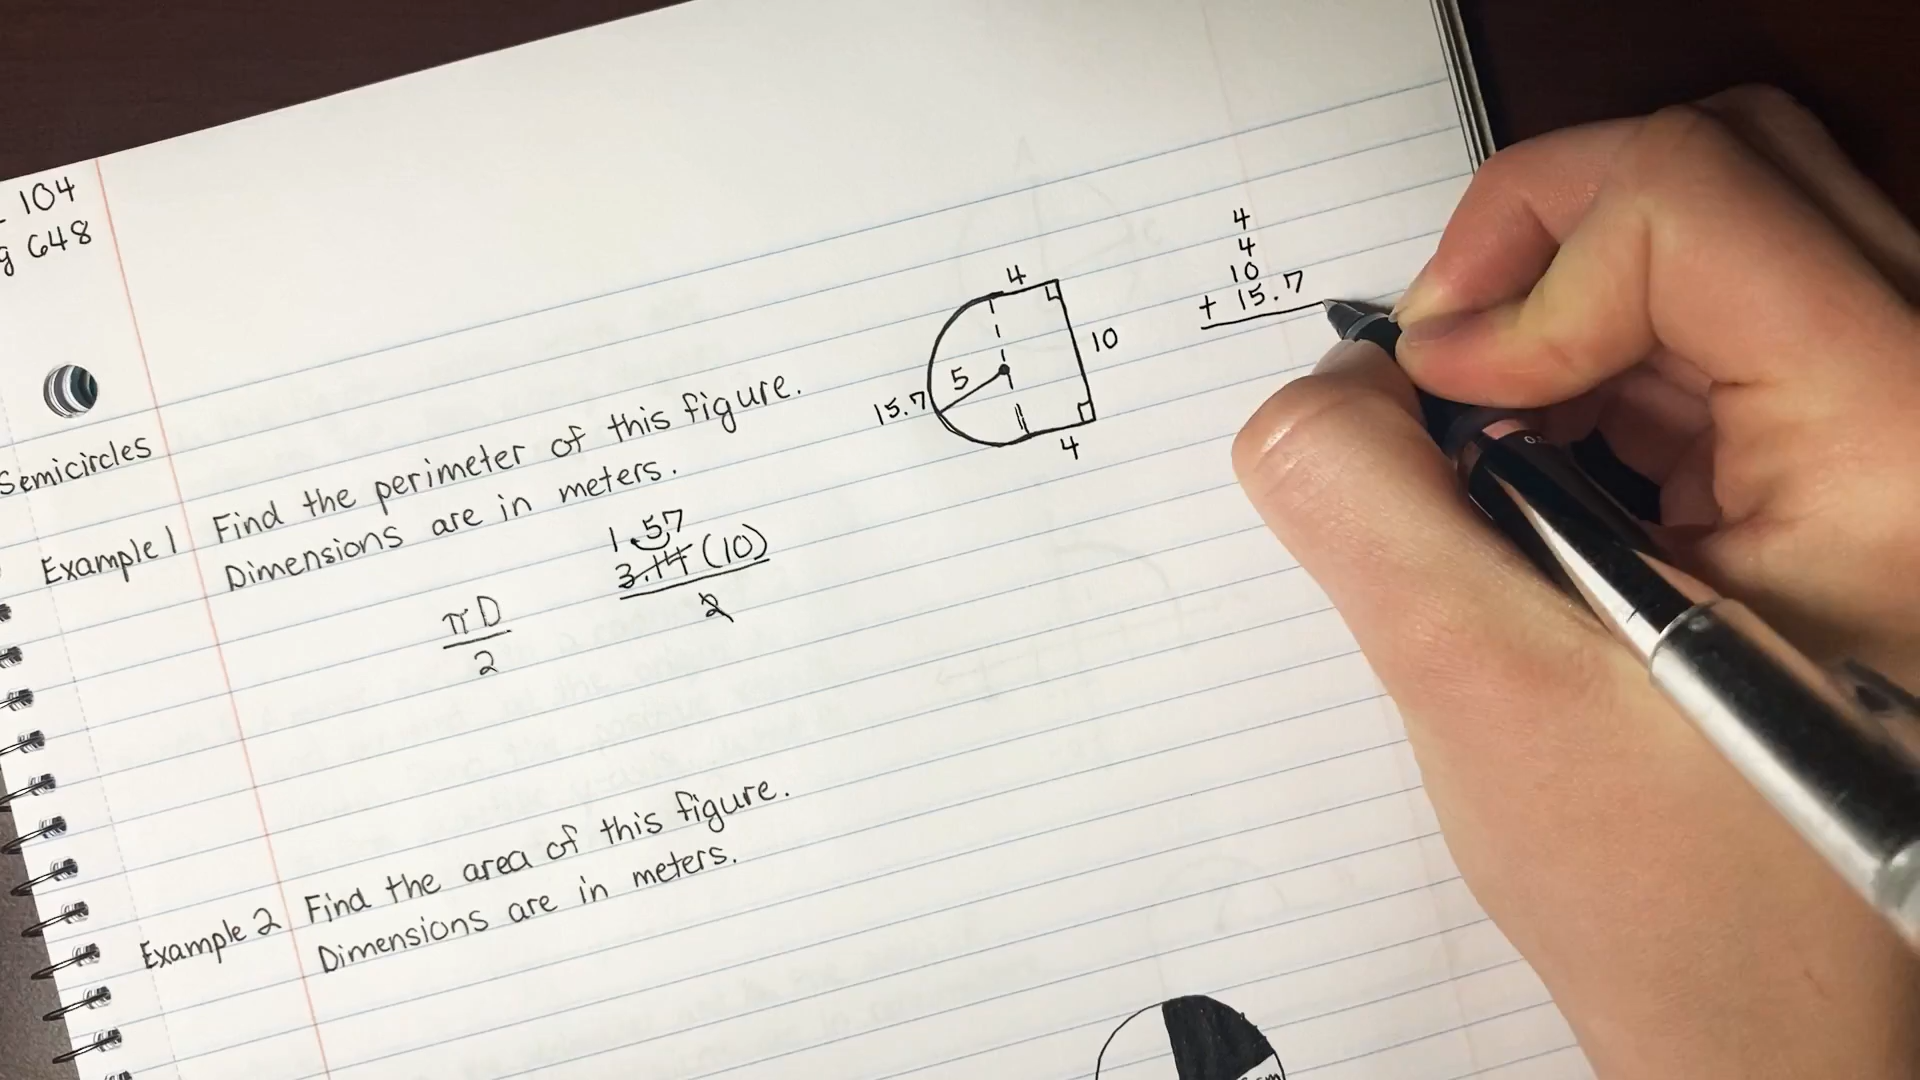 104
g 648
Semicircles
Example 1 Find the perimeter of this figure.
Dimensions are in meters.
πD
2
1.57
3.14 (10)
2
4
5
10
15.7
4
4
4
10
+ 15.7
Example 2 Find the area of this figure.
Dimensions are in meters.
cm